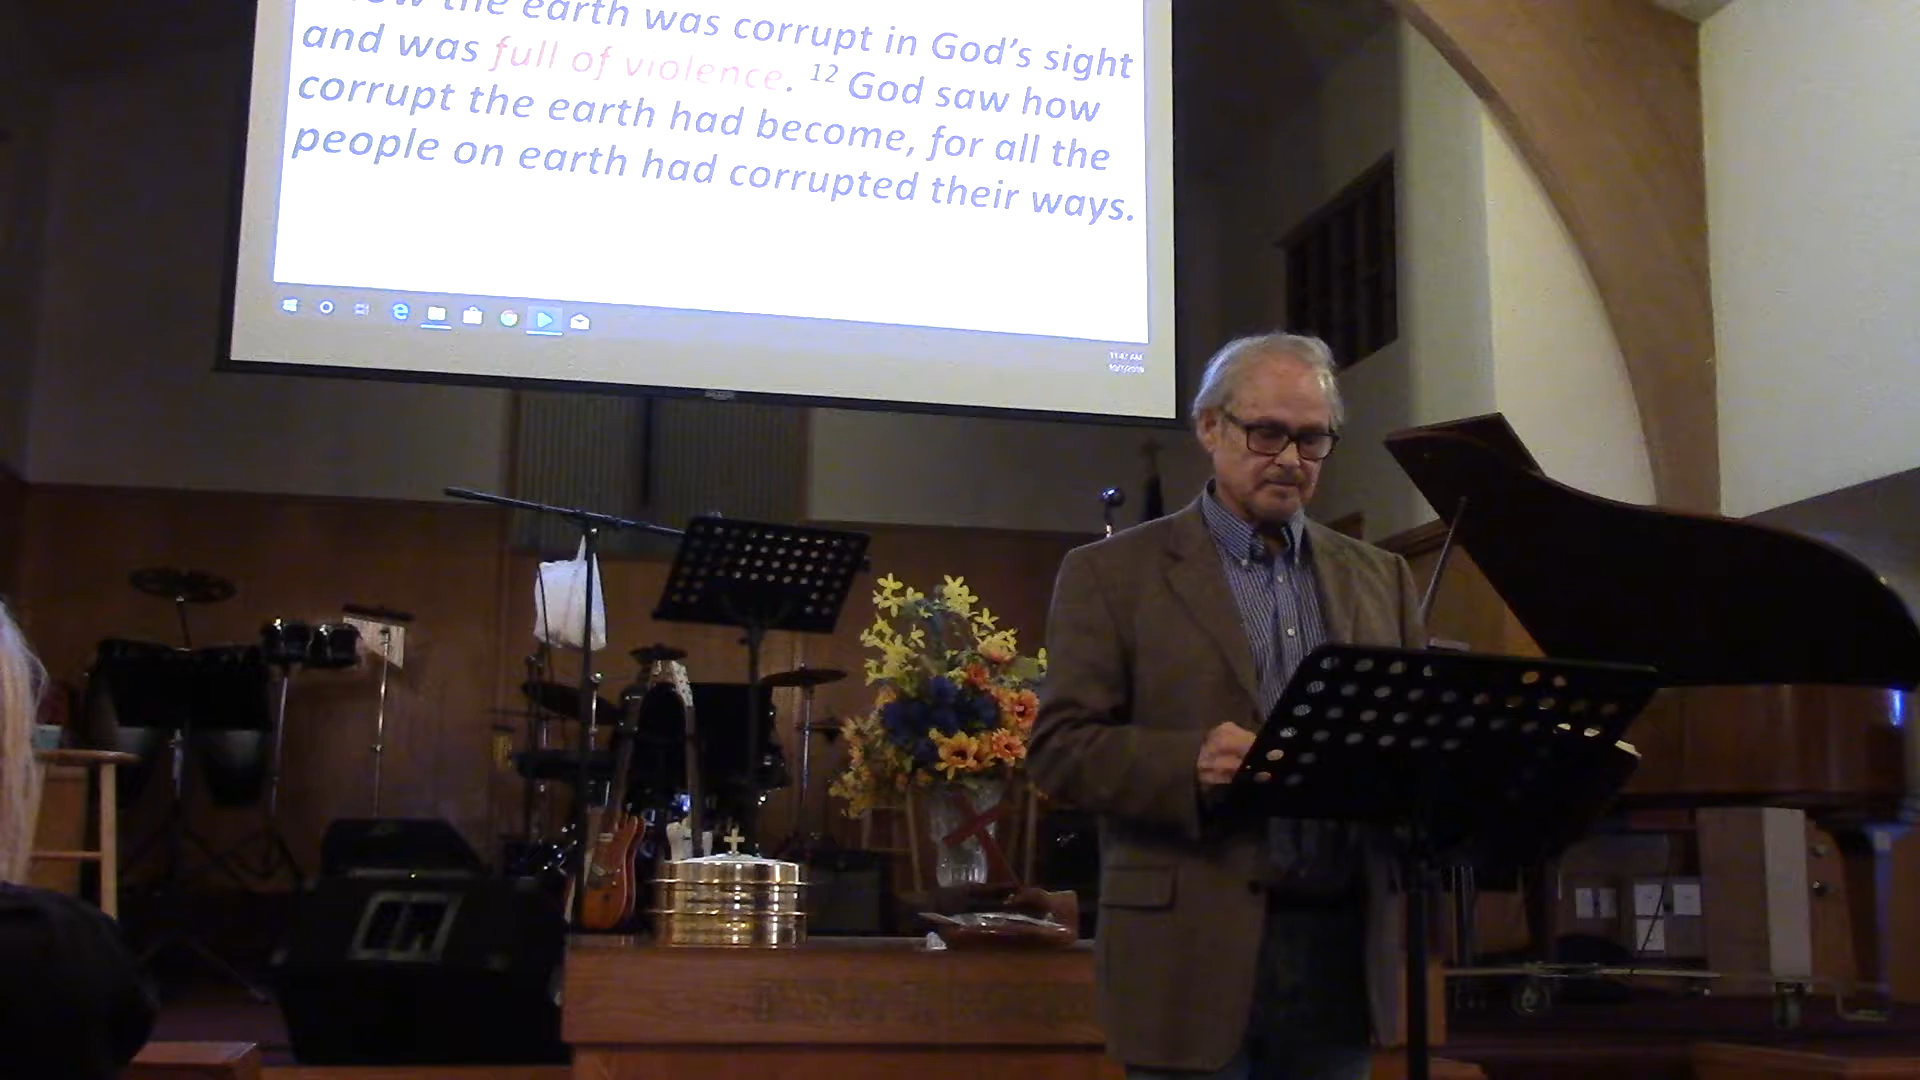 the earth was corrupt in God's sight
and was full of violence. 12 God saw how
corrupt the earth had become, for all the
people on earth had corrupted their ways.